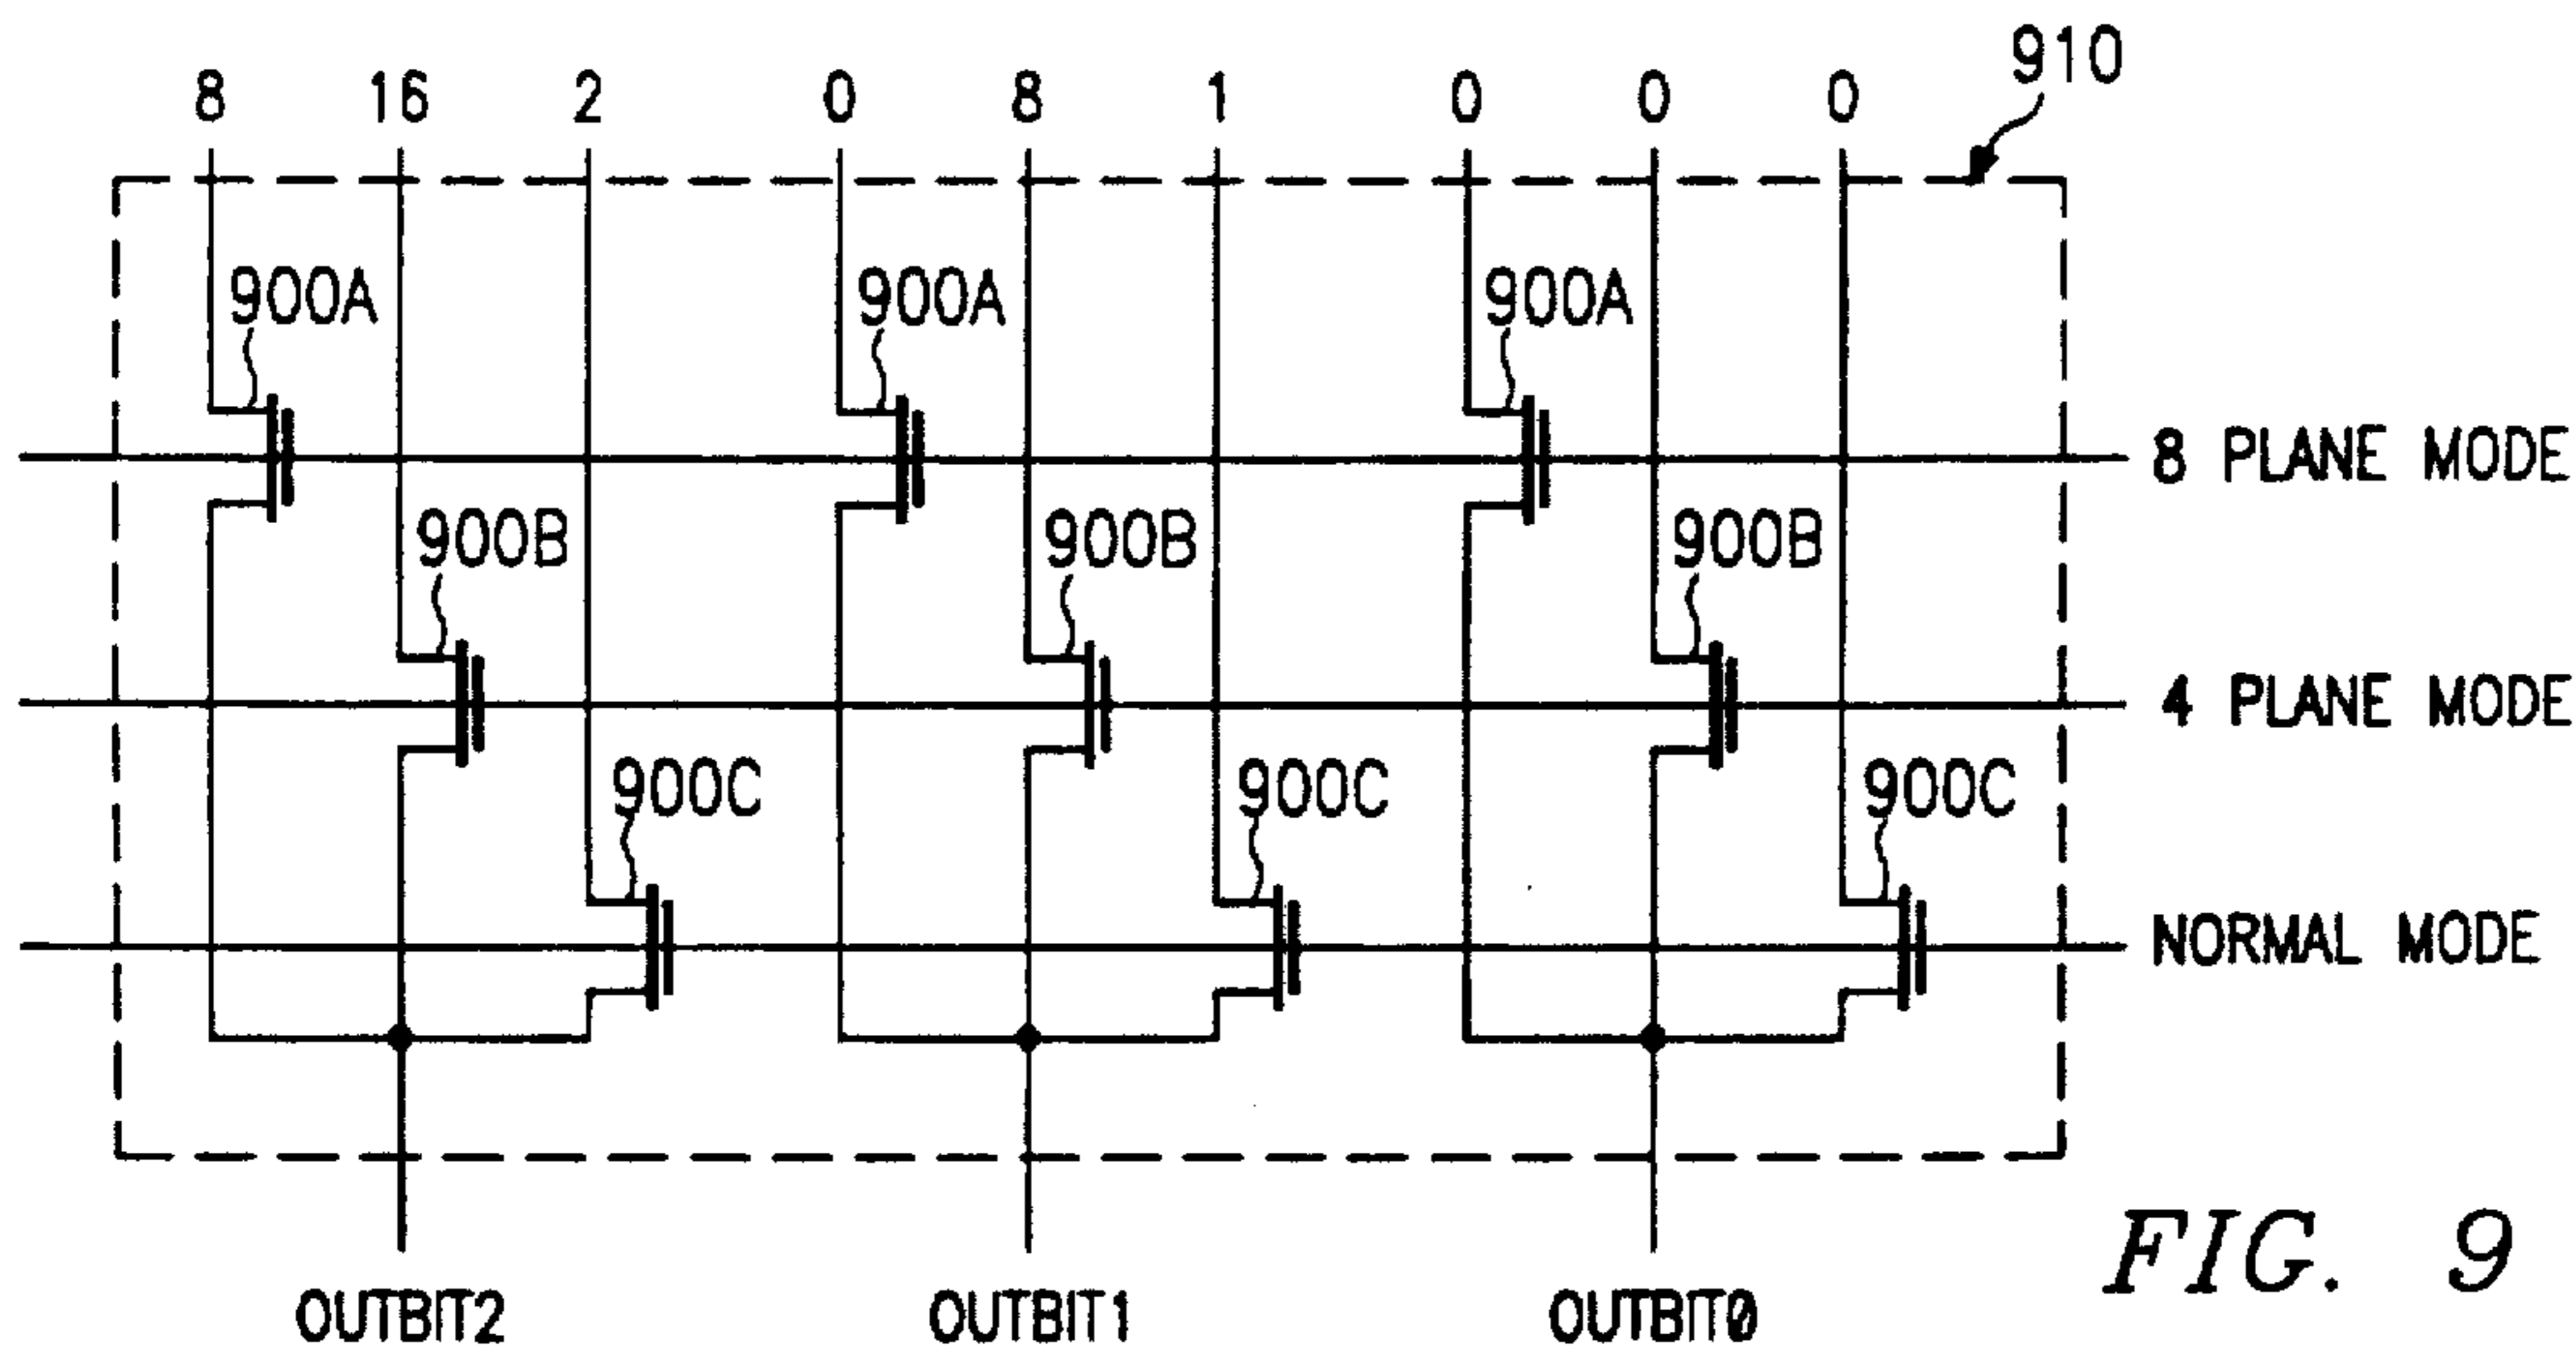 910
8 16 2 0 8 1 0 0 0
900A 900A 900A
8 PLANE MODE
900B 900B 900B
4 PLANE MODE
900C 900C 900C
NORMAL MODE
OUTBIT2 OUTBIT1 OUTBIT0
FIG. 9